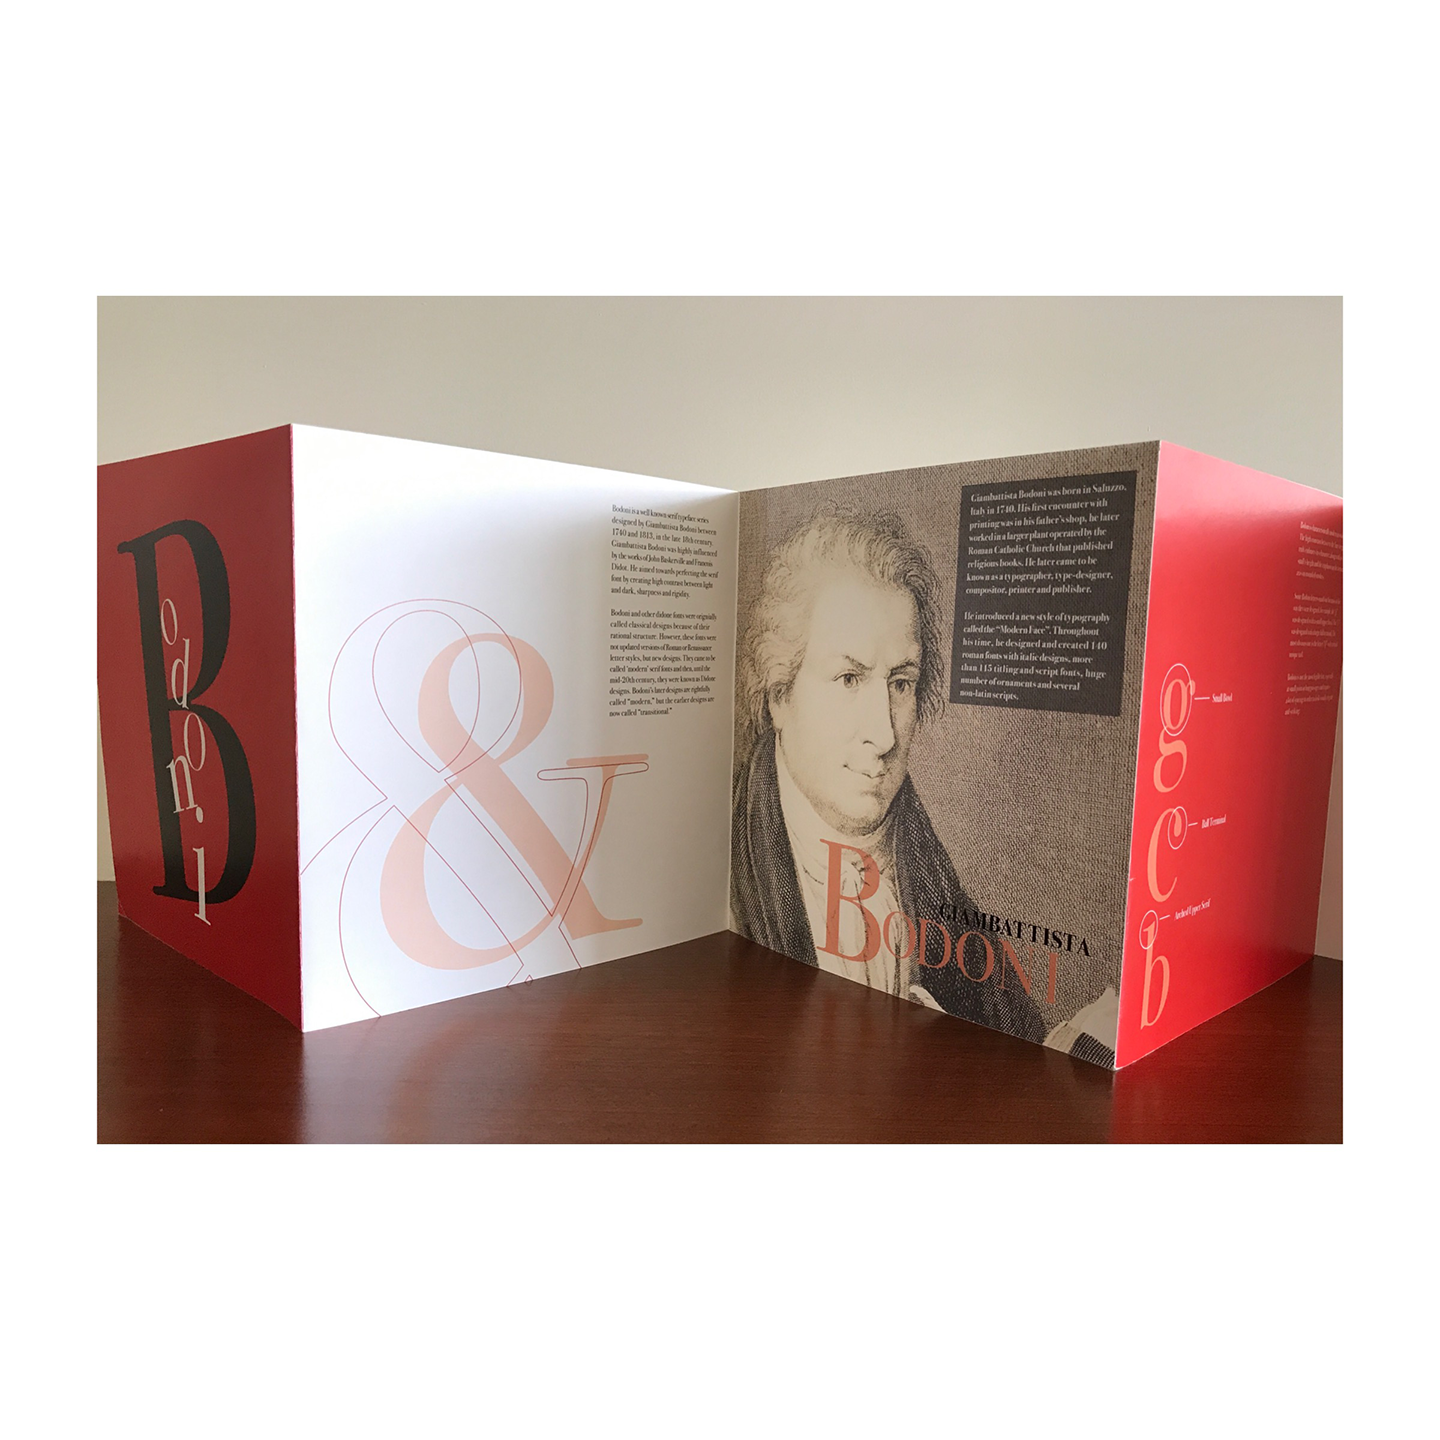 Bodoni
Bodoni is a well known serif typeface series
designed by Giambattista Bodoni between
1740 and 1813, in the late 18th century.
Giambattista Bodoni was highly influenced
by the works of John Baskerville and Francois
Didot. He aimed towards perfecting the serif
font by creating high contrast between light
and dark, sharpness and rigidity.
Bodoni and other didone fonts were originally
called classical designs because of their
rational structure. However, these fonts were
not updated versions of Roman or Renaissance
letter styles, but new designs. They came to be
called 'modern' serif fonts and then, until the
mid-20th century, they were known as Didone
designs. Bodoni's later designs are rightfully
called "modern," but the earlier designs are
now called "transitional."
&
Giambattista Bodoni was born in Saluzzo,
Italy in 1740. His first encounter with
printing was in his father's shop, he later
worked in a larger plant operated by the
Roman Catholic Church that published
religious books. He later came to be
known as a typographer, type-designer,
compositor, printer and publisher.
He introduced a new style of typography
called the "Modern Face". Throughout
his time, he designed and created 140
roman fonts with italic designs, more
than 115 titling and script fonts, huge
number of ornaments and several
non-latin scripts.
GIAMBATTISTA
BODONI
g
Small Bowl
c
Ball Terminal
b
Arched Upper Serif